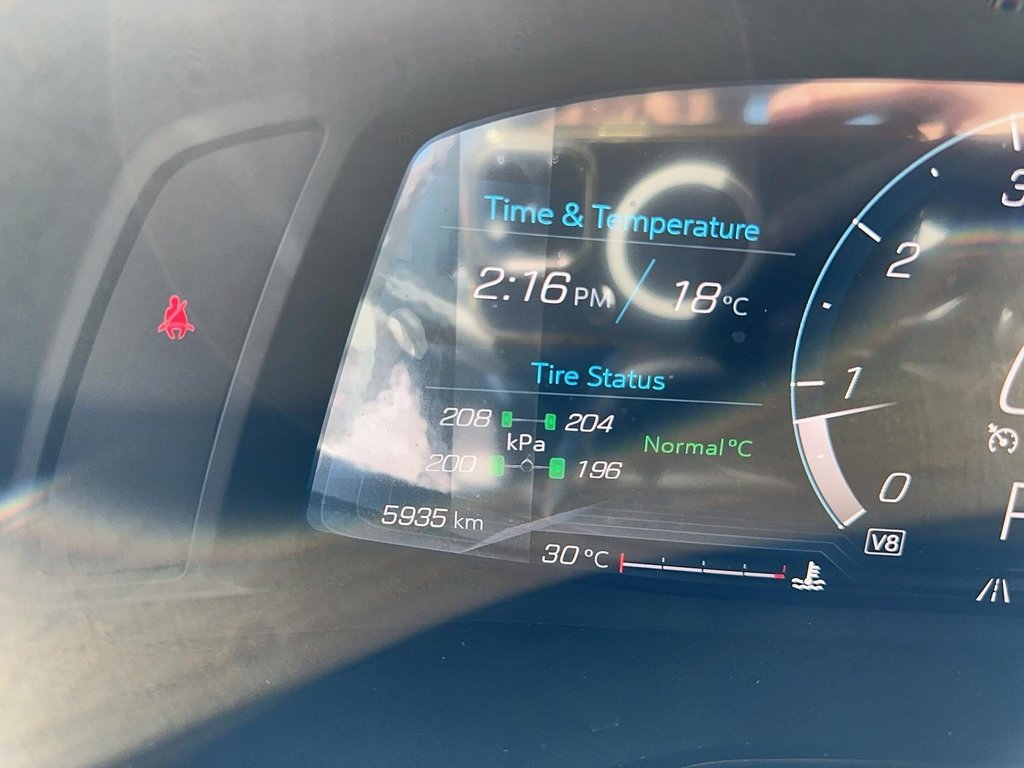 Time & Temperature
2:16 PM / 18°C
Tire Status
208 204
kPa
Normal °C
200 196
5935 km
30 °C
3
2
1
0
V8